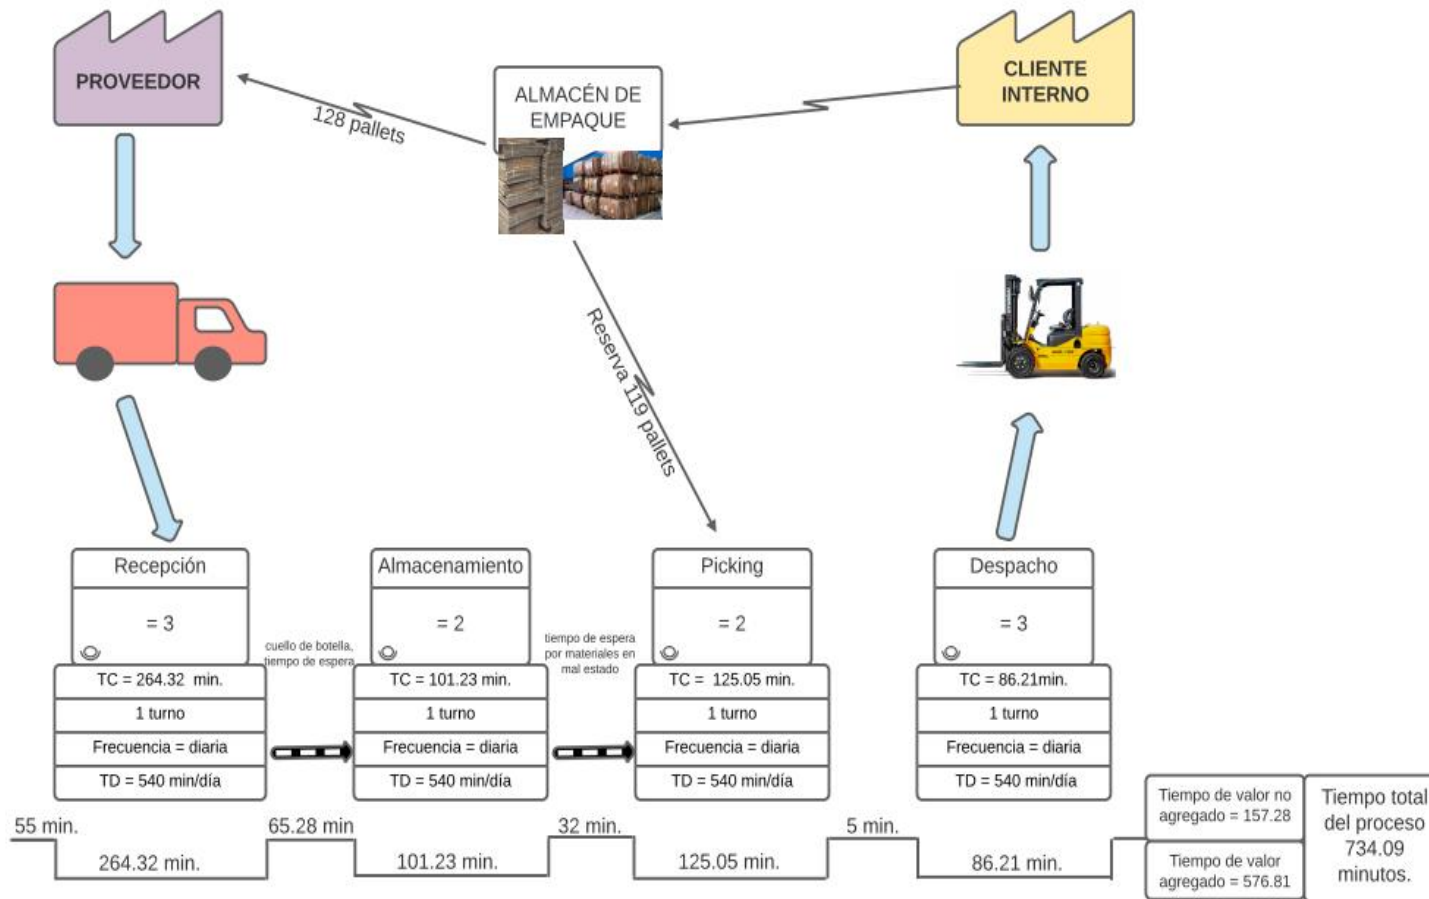 PROVEEDOR
128 pallets
ALMACÉN DE
EMPAQUE
CLIENTE
INTERNO
Reserva 119 pallets
Recepción
= 3
TC = 264.32 min.
1 turno
Frecuencia = diaria
TD = 540 min/día
cuello de botella,
tiempo de espera
Almacenamiento
= 2
TC = 101.23 min.
1 turno
Frecuencia = diaria
TD = 540 min/día
tiempo de espera
por materiales en
mal estado
Picking
= 2
TC = 125.05 min.
1 turno
Frecuencia = diaria
TD = 540 min/día
Despacho
= 3
TC = 86.21min.
1 turno
Frecuencia = diaria
TD = 540 min/día
55 min.
264.32 min.
65.28 min
101.23 min.
32 min.
125.05 min.
5 min.
86.21 min.
Tiempo de valor no
agregado = 157.28
Tiempo de valor
agregado = 576.81
Tiempo total
del proceso
734.09
minutos.